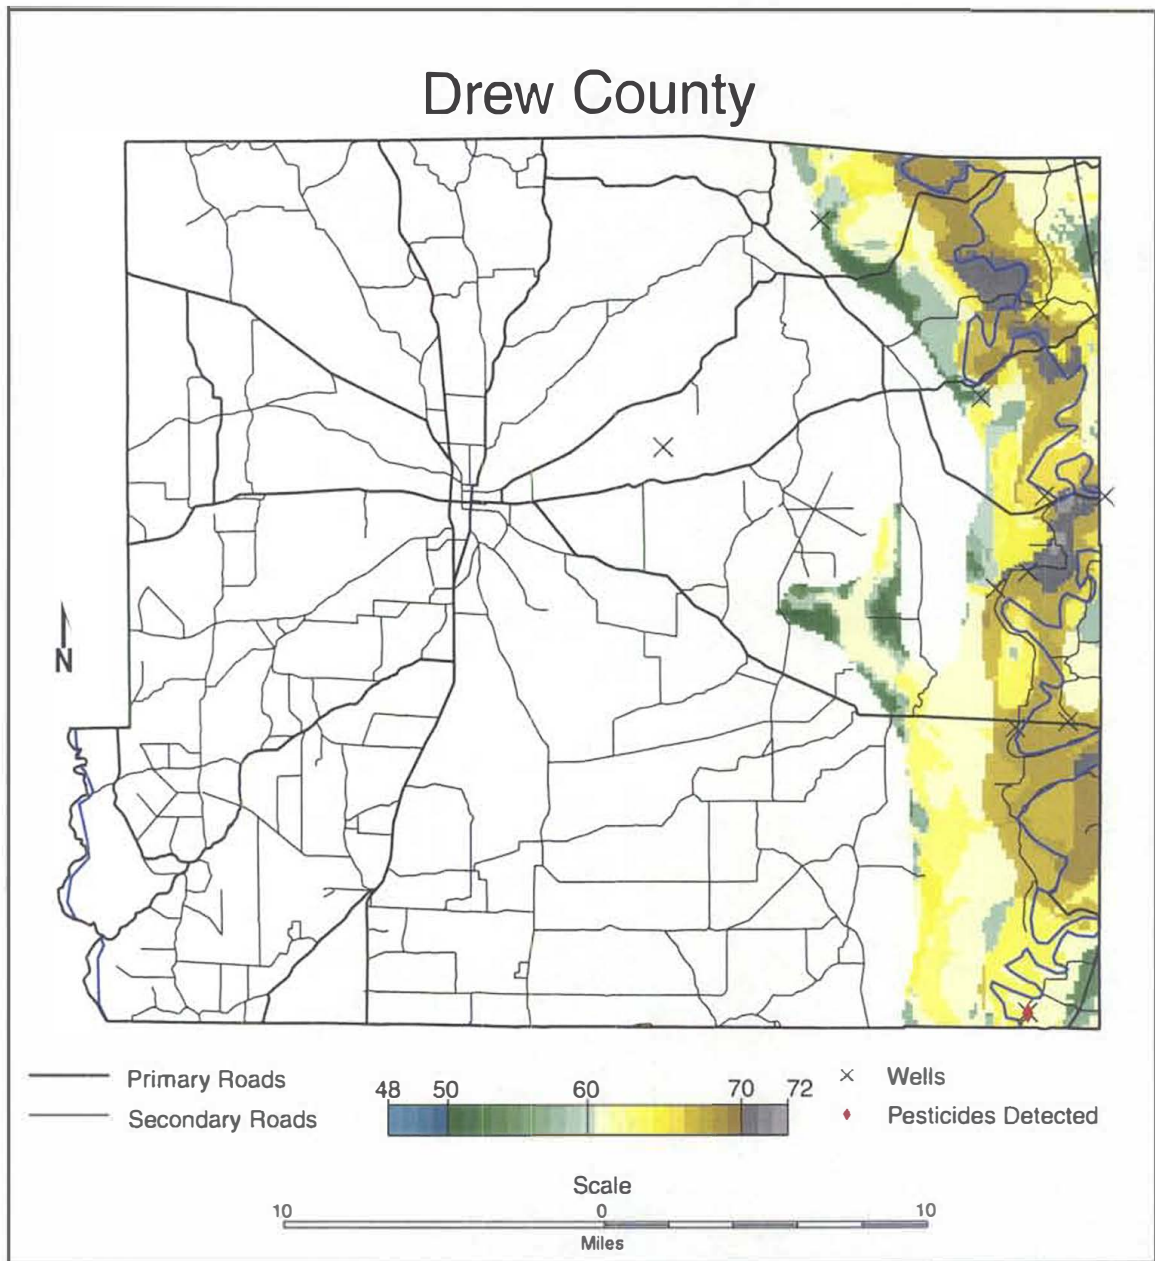 Drew County
N
Primary Roads
Secondary Roads
48 50 60 70 72
Wells
Pesticides Detected
Scale
10 0 10
Miles